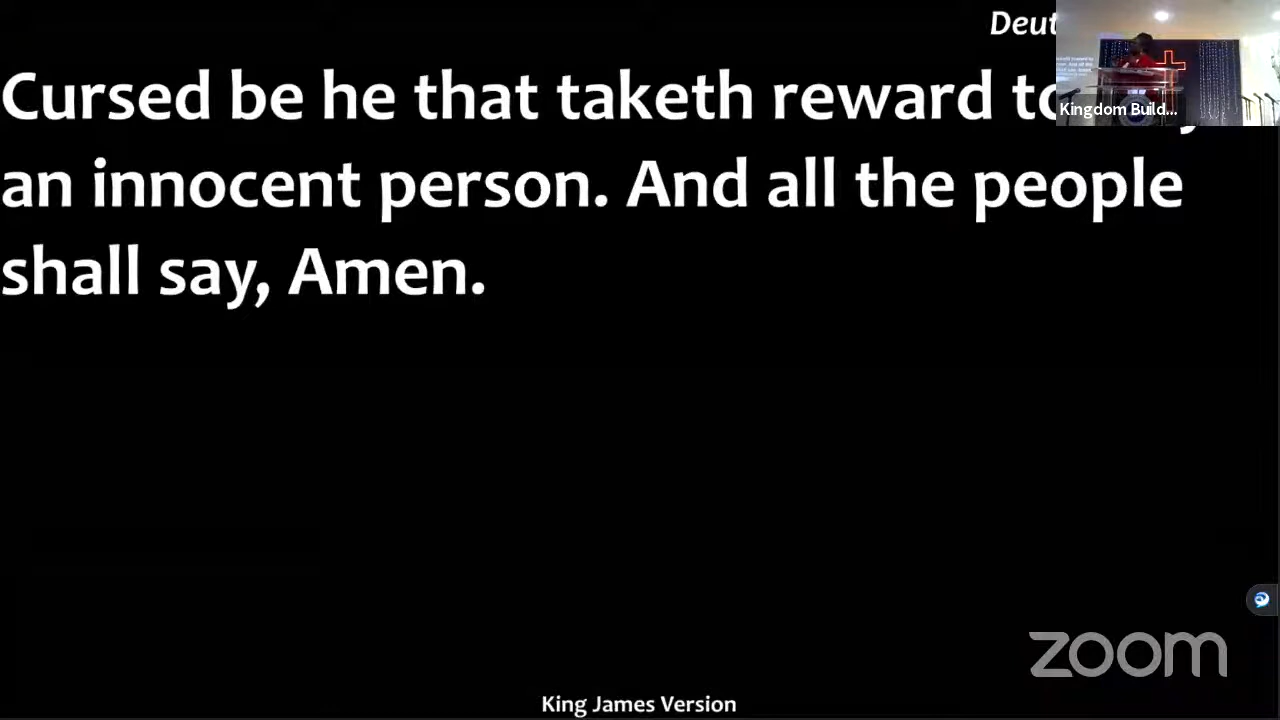 Deut
Cursed be he that taketh reward to
an innocent person. And all the people
shall say, Amen.
Kingdom Build...
zoom
King James Version